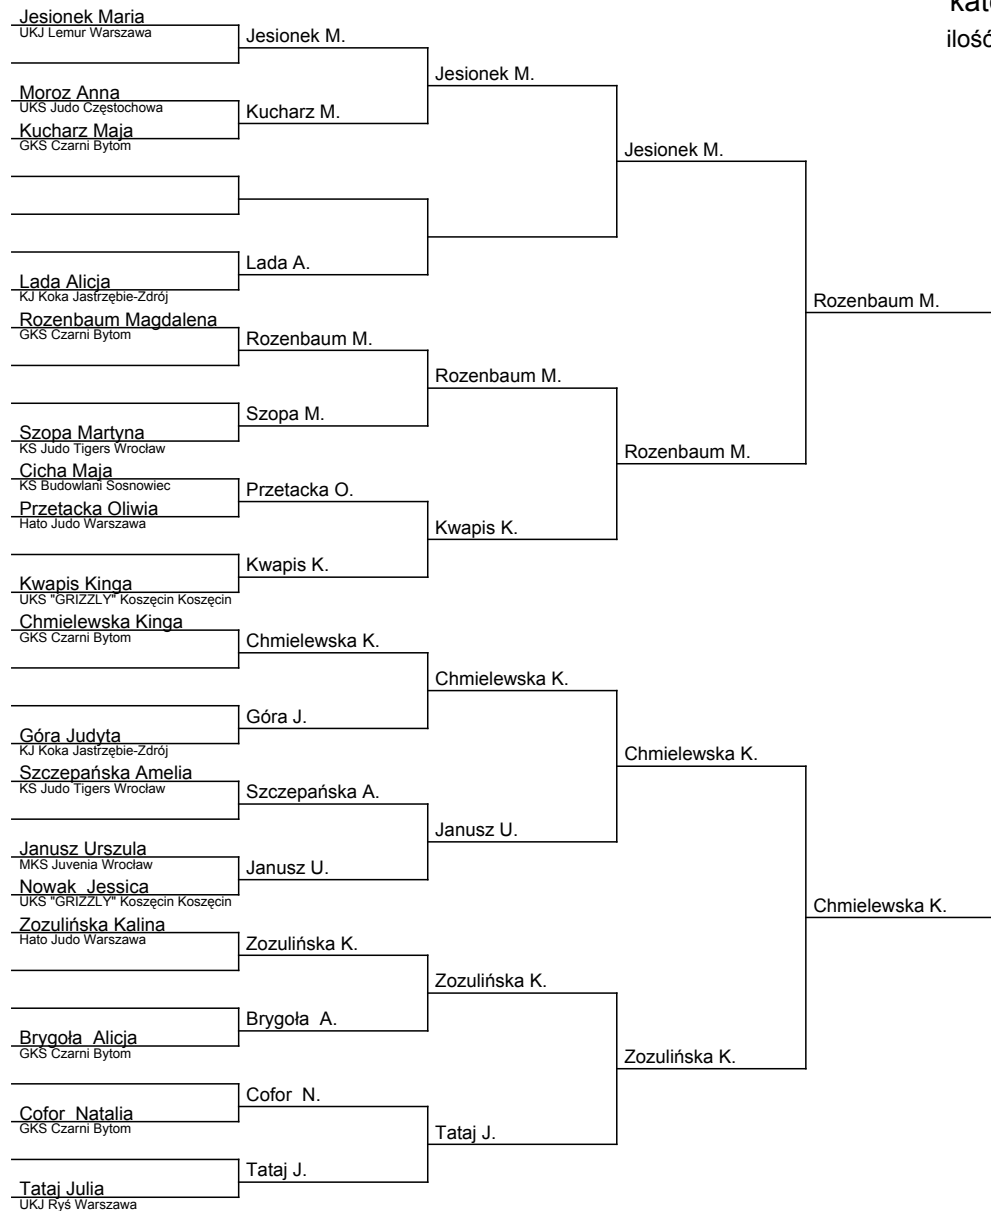 kate
ilość
Jesionek Maria
UKJ Lemur Warszawa
Moroz Anna
UKS Judo Częstochowa
Kucharz Maja
GKS Czarni Bytom
Lada Alicja
KJ Koka Jastrzębie-Zdrój
Rozenbaum Magdalena
GKS Czarni Bytom
Szopa Martyna
KS Judo Tigers Wrocław
Cicha Maja
KS Budowlani Sosnowiec
Przetacka Oliwia
Hato Judo Warszawa
Kwapis Kinga
UKS "GRIZZLY" Koszęcin Koszęcin
Chmielewska Kinga
GKS Czarni Bytom
Góra Judyta
KJ Koka Jastrzębie-Zdrój
Szczepańska Amelia
KS Judo Tigers Wrocław
Janusz Urszula
MKS Juvenia Wrocław
Nowak  Jessica
UKS "GRIZZLY" Koszęcin Koszęcin
Zozulińska Kalina
Hato Judo Warszawa
Brygoła  Alicja
GKS Czarni Bytom
Cofor  Natalia
GKS Czarni Bytom
Tataj Julia
UKJ Ryś Warszawa
Jesionek M.
Kucharz M.
Lada A.
Rozenbaum M.
Szopa M.
Przetacka O.
Kwapis K.
Chmielewska K.
Góra J.
Szczepańska A.
Janusz U.
Zozulińska K.
Brygoła  A.
Cofor  N.
Tataj J.
Jesionek M.
Rozenbaum M.
Kwapis K.
Chmielewska K.
Janusz U.
Zozulińska K.
Tataj J.
Jesionek M.
Rozenbaum M.
Chmielewska K.
Zozulińska K.
Rozenbaum M.
Chmielewska K.